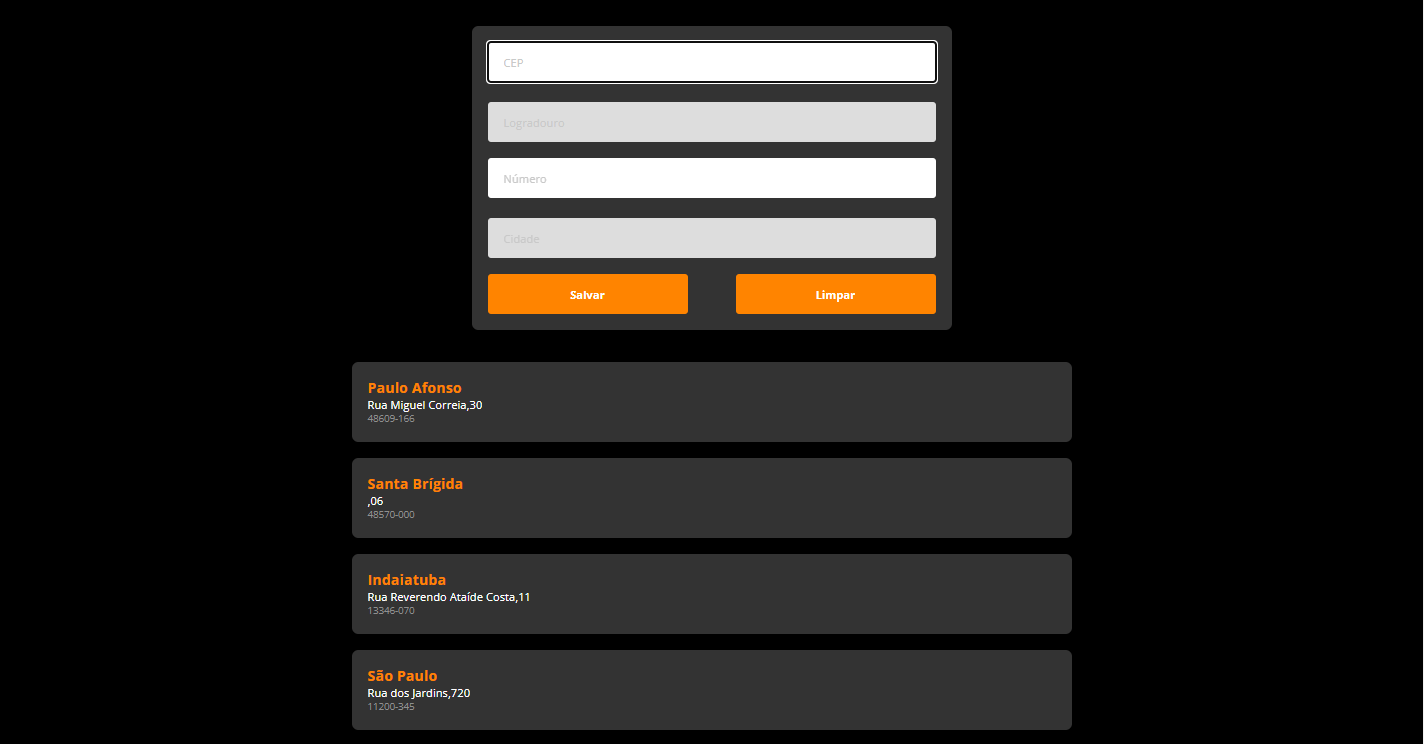 CEP
Logradouro
Número
Cidade
Salvar Limpar
Paulo Afonso
Rua Miguel Correia,30
48609-166
Santa Brígida
,06
48570-000
Indaiatuba
Rua Reverendo Ataíde Costa,11
13346-070
São Paulo
Rua dos Jardins,720
11200-345